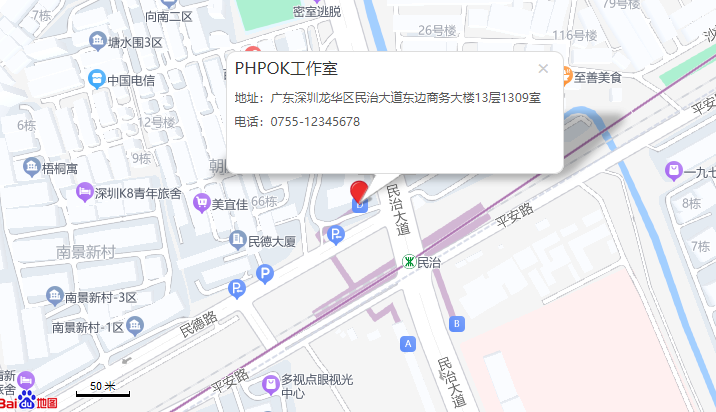 向南二区
密室逃脱
79号楼
7栋
26号楼
塘水围3区
116号楼
PHPOK工作室
中国电信
至善美食
地址：广东深圳龙华区民治大道东边商务大楼13层1309室
电话：0755-12345678
6栋
12号楼
9栋
梧桐寓
朝
一九七
深圳K8青年旅舍
美宜佳
66栋
D
民治大道
8栋
平安路
P
南景新村
民德大厦
7栋
民治
P
P
南景新村-3区
民德路
B
南景新村-1区
A
平安路
民治大道
多视点眼视光
中心
新
旅舍
50 米
Bai du 地图